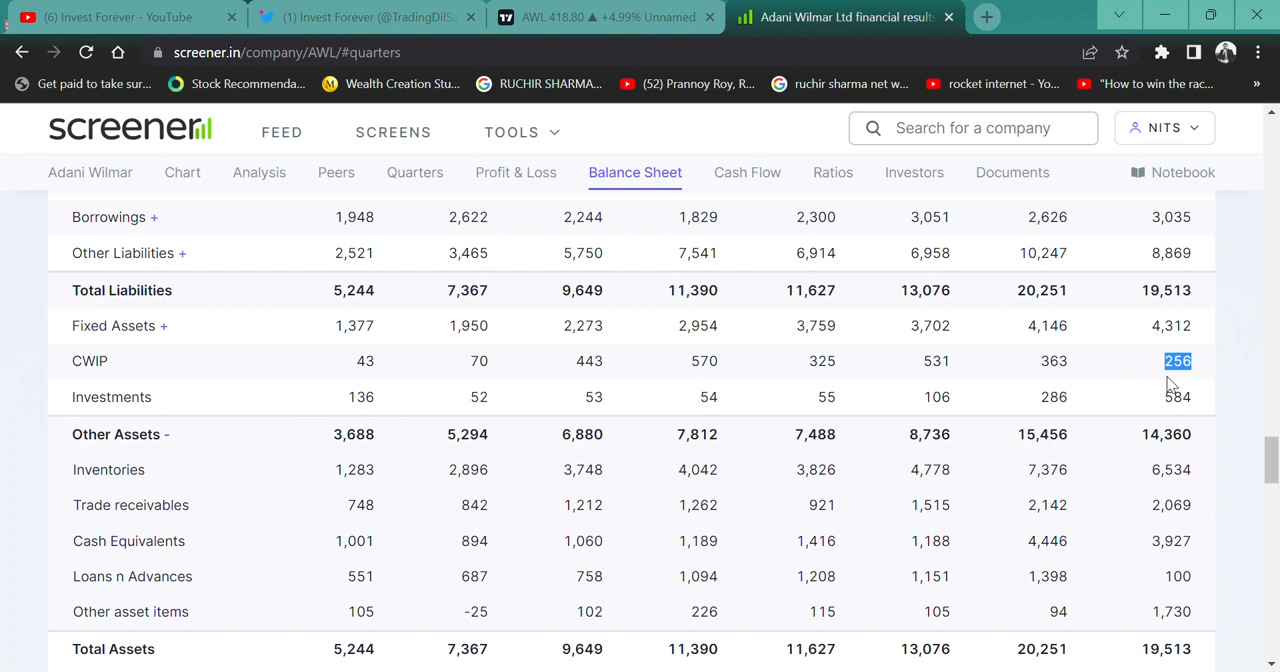 (6) Invest Forever - YouTube
(1) Invest Forever (@TradingDilSe
AWL 418.80 ▲ +4.99% Unnamed
Adani Wilmar Ltd financial results
screener.in/company/AWL/#quarters
Get paid to take sur...
Stock Recommenda...
Wealth Creation Stu...
RUCHIR SHARMA...
(52) Prannoy Roy, R...
ruchir sharma net w...
rocket internet - Yo...
"How to win the rac...
»
screener
FEED
SCREENS
TOOLS
Search for a company
NITS
Adani Wilmar
Chart
Analysis
Peers
Quarters
Profit & Loss
Balance Sheet
Cash Flow
Ratios
Investors
Documents
Notebook
Borrowings + 1,948 2,622 2,244 1,829 2,300 3,051 2,626 3,035
Other Liabilities + 2,521 3,465 5,750 7,541 6,914 6,958 10,247 8,869
Total Liabilities 5,244 7,367 9,649 11,390 11,627 13,076 20,251 19,513
Fixed Assets + 1,377 1,950 2,273 2,954 3,759 3,702 4,146 4,312
CWIP 43 70 443 570 325 531 363 256
Investments 136 52 53 54 55 106 286 584
Other Assets - 3,688 5,294 6,880 7,812 7,488 8,736 15,456 14,360
Inventories 1,283 2,896 3,748 4,042 3,826 4,778 7,376 6,534
Trade receivables 748 842 1,212 1,262 921 1,515 2,142 2,069
Cash Equivalents 1,001 894 1,060 1,189 1,416 1,188 4,446 3,927
Loans n Advances 551 687 758 1,094 1,208 1,151 1,398 100
Other asset items 105 -25 102 226 115 105 94 1,730
Total Assets 5,244 7,367 9,649 11,390 11,627 13,076 20,251 19,513